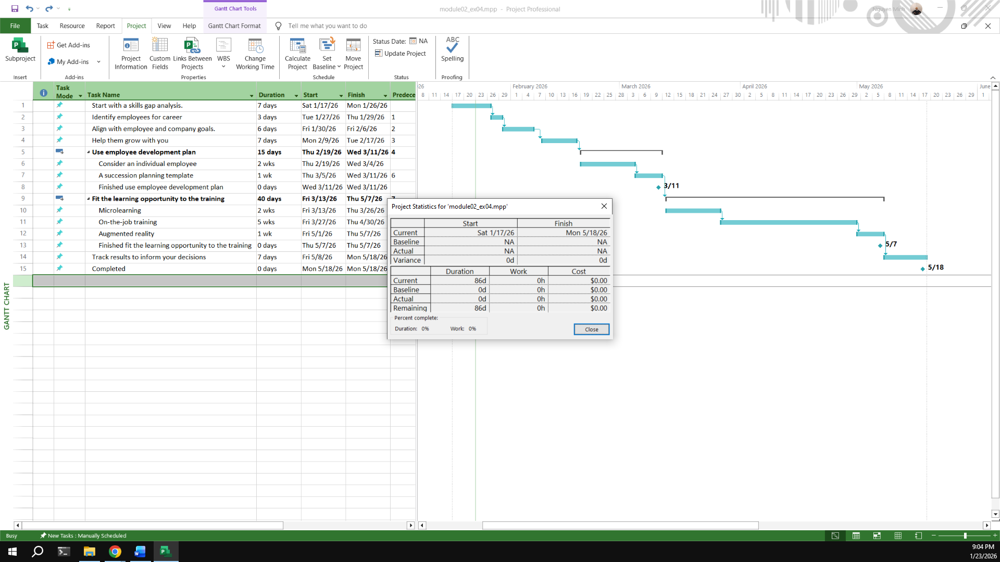 Gantt Chart Tools
module02_ex04.mpp - Project Professional
Nguyen Minh
File Task Resource Report Project View Help Gantt Chart Format Tell me what you want to do
Subproject
Insert
Get Add-ins
My Add-ins
Add-ins
Project Information
Custom Fields
Links Between Projects
WBS
Change Working Time
Properties
Calculate Project
Set Baseline
Move Project
Schedule
Status Date: NA
Update Project
Status
ABC
Spelling
Proofing
Task Mode Task Name Duration Start Finish Predece
1 Start with a skills gap analysis. 7 days Sat 1/17/26 Mon 1/26/26
2 Identify employees for career 3 days Tue 1/27/26 Thu 1/29/26 1
3 Align with employee and company goals. 6 days Fri 1/30/26 Fri 2/6/26 2
4 Help them grow with you 7 days Mon 2/9/26 Tue 2/17/26 3
5 Use employee development plan 15 days Thu 2/19/26 Wed 3/11/26 4
6 Consider an individual employee 2 wks Thu 2/19/26 Wed 3/4/26
7 A succession planning template 1 wk Thu 3/5/26 Wed 3/11/26 6
8 Finished use employee development plan 0 days Wed 3/11/26 Wed 3/11/26
9 Fit the learning opportunity to the training 40 days Fri 3/13/26 Thu 5/7/26
10 Microlearning 2 wks Fri 3/13/26 Thu 3/26/26
11 On-the-job training 5 wks Fri 3/27/26 Thu 4/30/26
12 Augmented reality 1 wk Fri 5/1/26 Thu 5/7/26
13 Finished fit the learning opportunity to the training 0 days Thu 5/7/26 Thu 5/7/26
14 Track results to inform your decisions 7 days Fri 5/8/26 Mon 5/18/26
15 Completed 0 days Mon 5/18/26 Mon 5/18/26
GANTT CHART
26 February 2026 March 2026 April 2026 May 2026 June
8 11 14 17 20 23 26 29 1 4 7 10 13 16 19 22 25 28 3 6 9 12 15 18 21 24 27 30 2 5 8 11 14 17 20 23 26 29 2 5 8 11 14 17 20 23 26 29 1
3/11
5/7
5/18
Project Statistics for 'module02_ex04.mpp'
Start Finish
Current Sat 1/17/26 Mon 5/18/26
Baseline NA NA
Actual NA NA
Variance 0d 0d
Duration Work Cost
Current 86d 0h $0.00
Baseline 0d 0h $0.00
Actual 0d 0h $0.00
Remaining 86d 0h $0.00
Percent complete:
Duration: 0% Work: 0%
Close
Busy New Tasks : Manually Scheduled
9:04 PM
1/23/2026